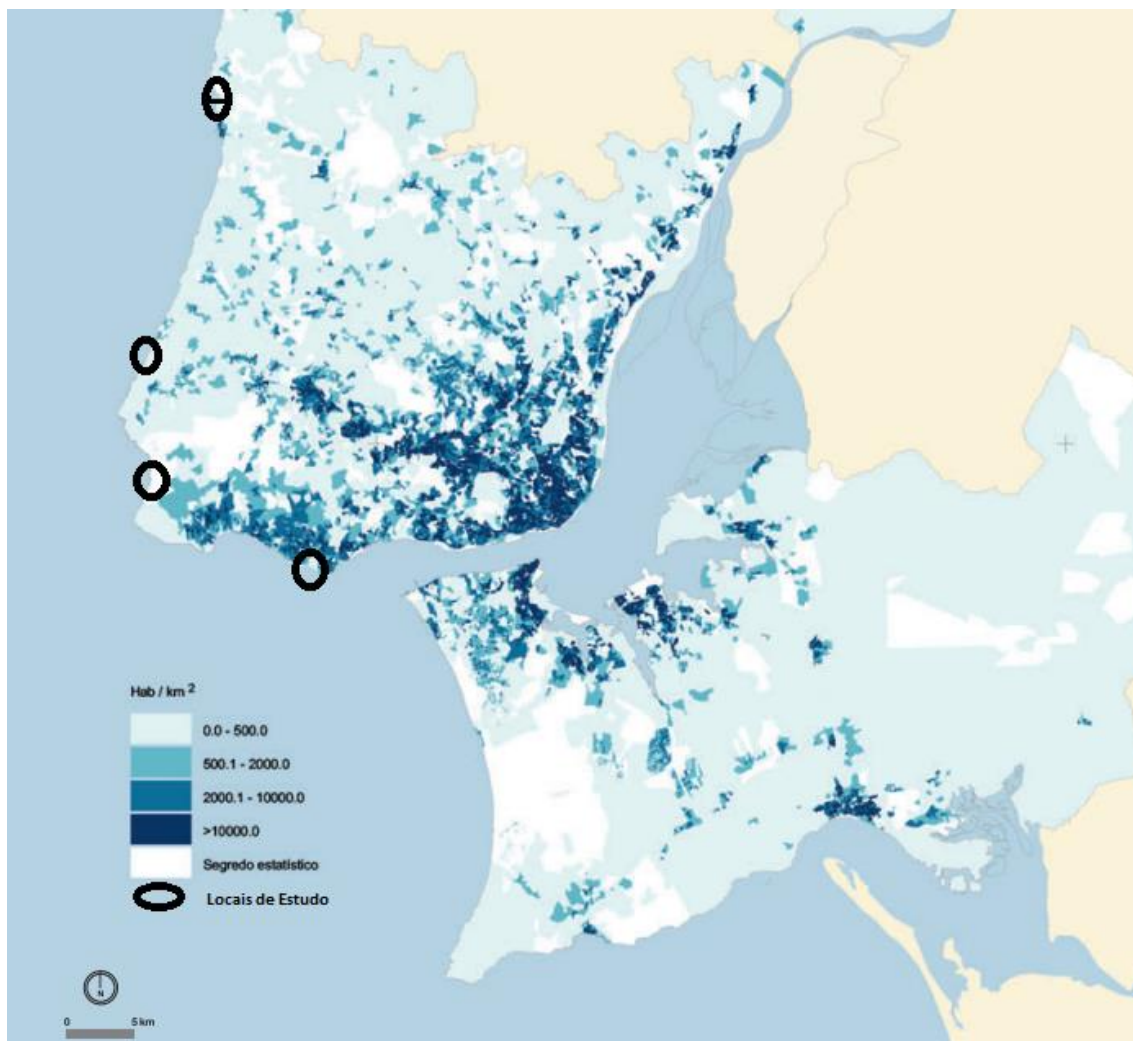 Hab / km 2
0.0 - 500.0
500.1 - 2000.0
2000.1 - 10000.0
>10000.0
Segredo estatístico
Locais de Estudo
N
0 5 km